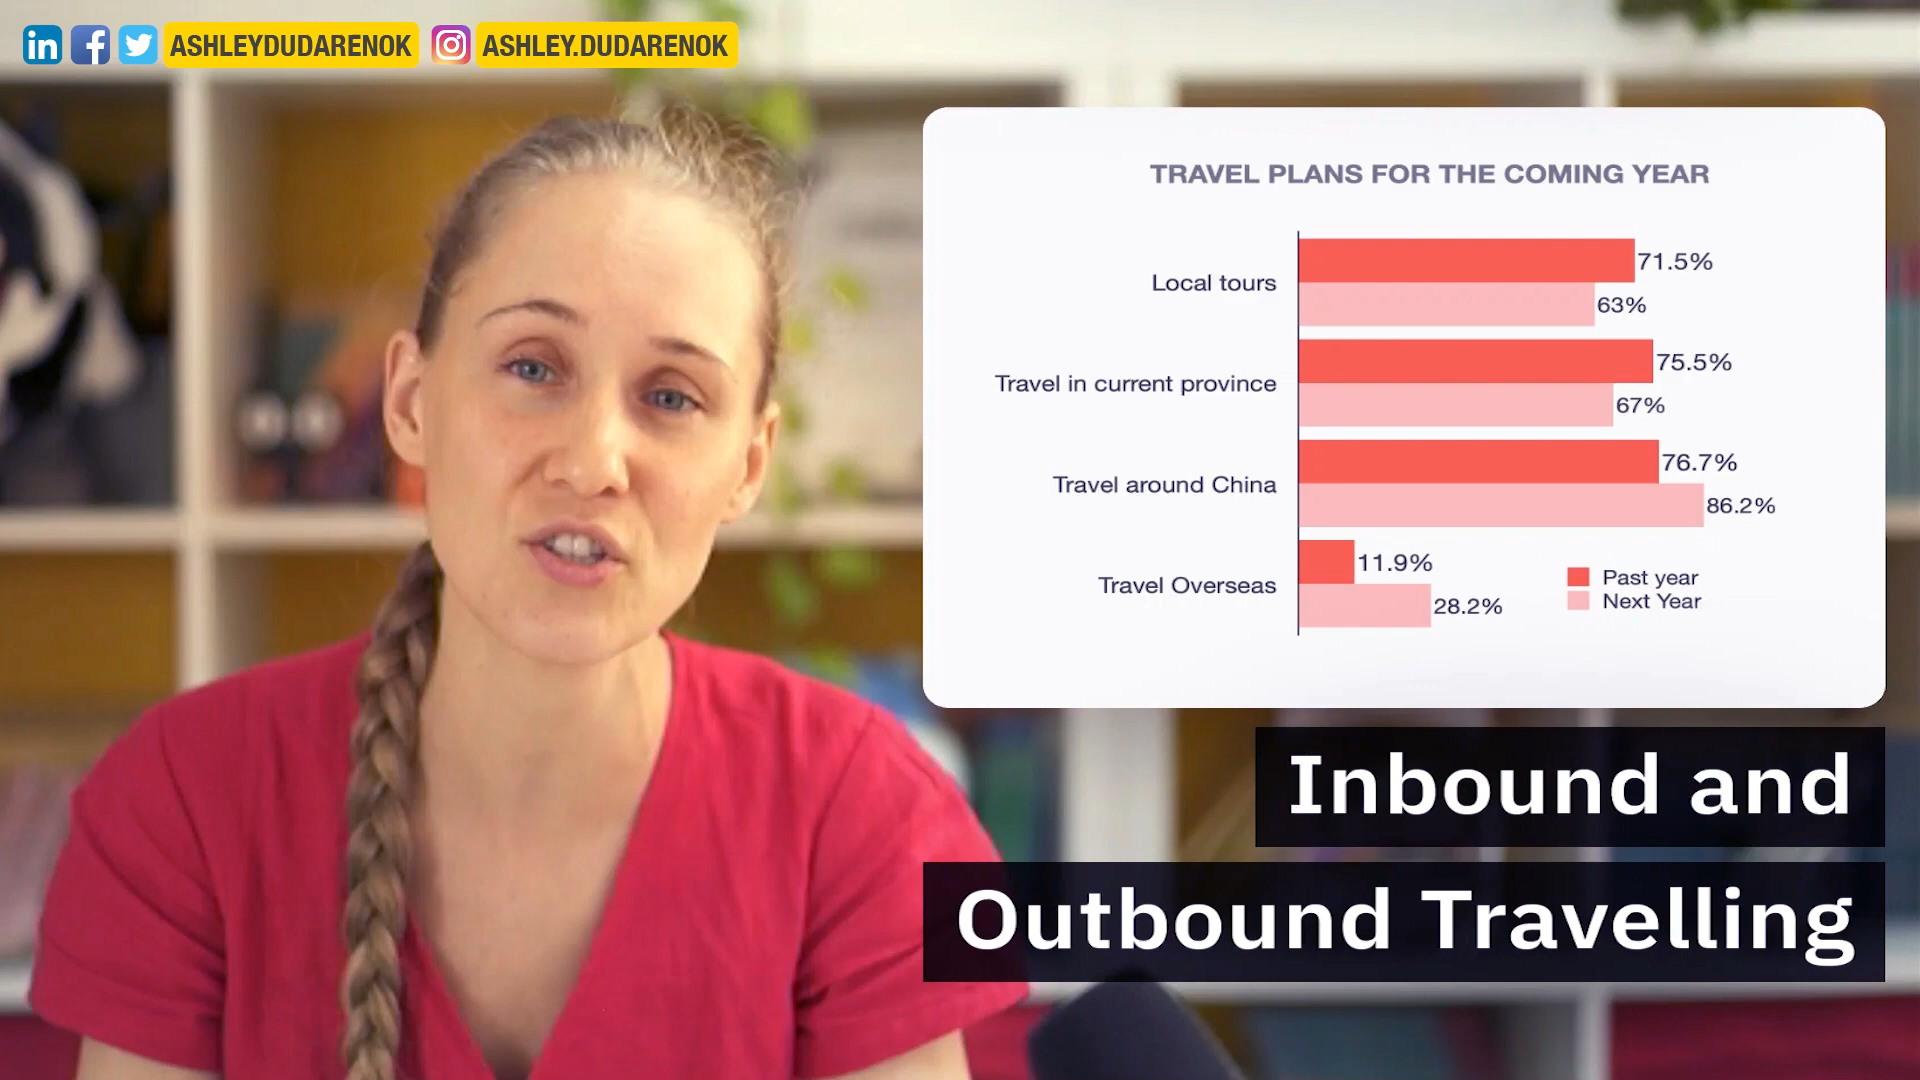 in f ASHLEYDUDARENOK ASHLEY.DUDARENOK
TRAVEL PLANS FOR THE COMING YEAR
Local tours
71.5%
63%
Travel in current province
75.5%
67%
Travel around China
76.7%
86.2%
Travel Overseas
11.9%
28.2%
Past year
Next Year
Inbound and
Outbound Travelling